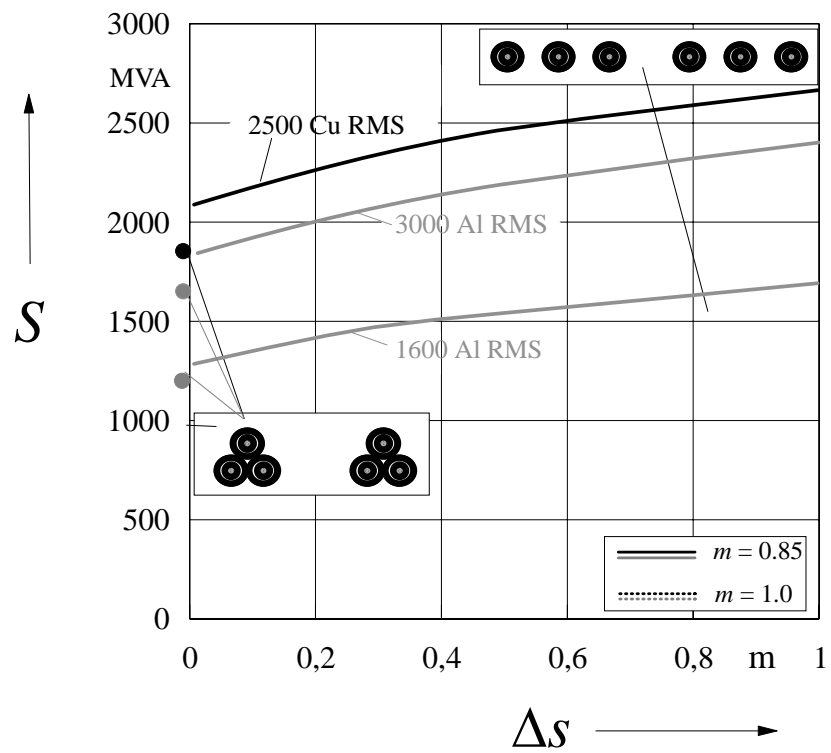 3000
MVA
2500
2000
1500
1000
500
0
S
2500 Cu RMS
3000 Al RMS
1600 Al RMS
m = 0.85
m = 1.0
0 0,2 0,4 0,6 0,8 m 1
Δs